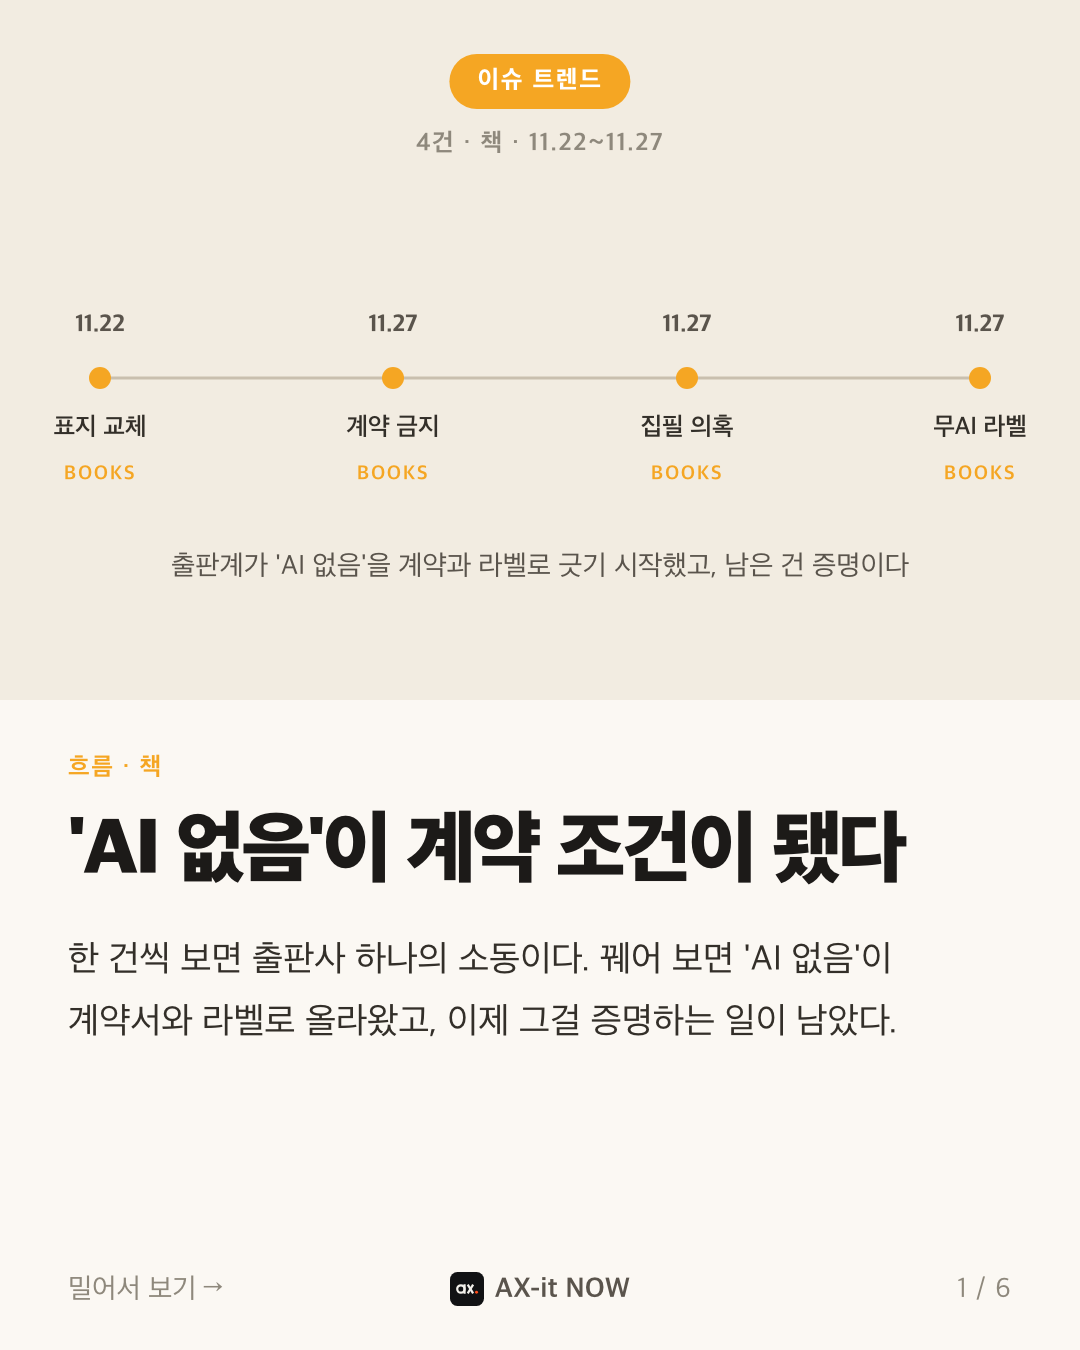 이슈 트렌드
4건 · 책 · 11.22~11.27
11.22 11.27 11.27 11.27
표지 교체 계약 금지 집필 의혹 무AI 라벨
BOOKS BOOKS BOOKS BOOKS
출판계가 'AI 없음'을 계약과 라벨로 긋기 시작했고, 남은 건 증명이다
흐름 · 책
'AI 없음'이 계약 조건이 됐다
한 건씩 보면 출판사 하나의 소동이다. 꿰어 보면 'AI 없음'이
계약서와 라벨로 올라왔고, 이제 그걸 증명하는 일이 남았다.
밀어서 보기 → ax. AX-it NOW 1 / 6